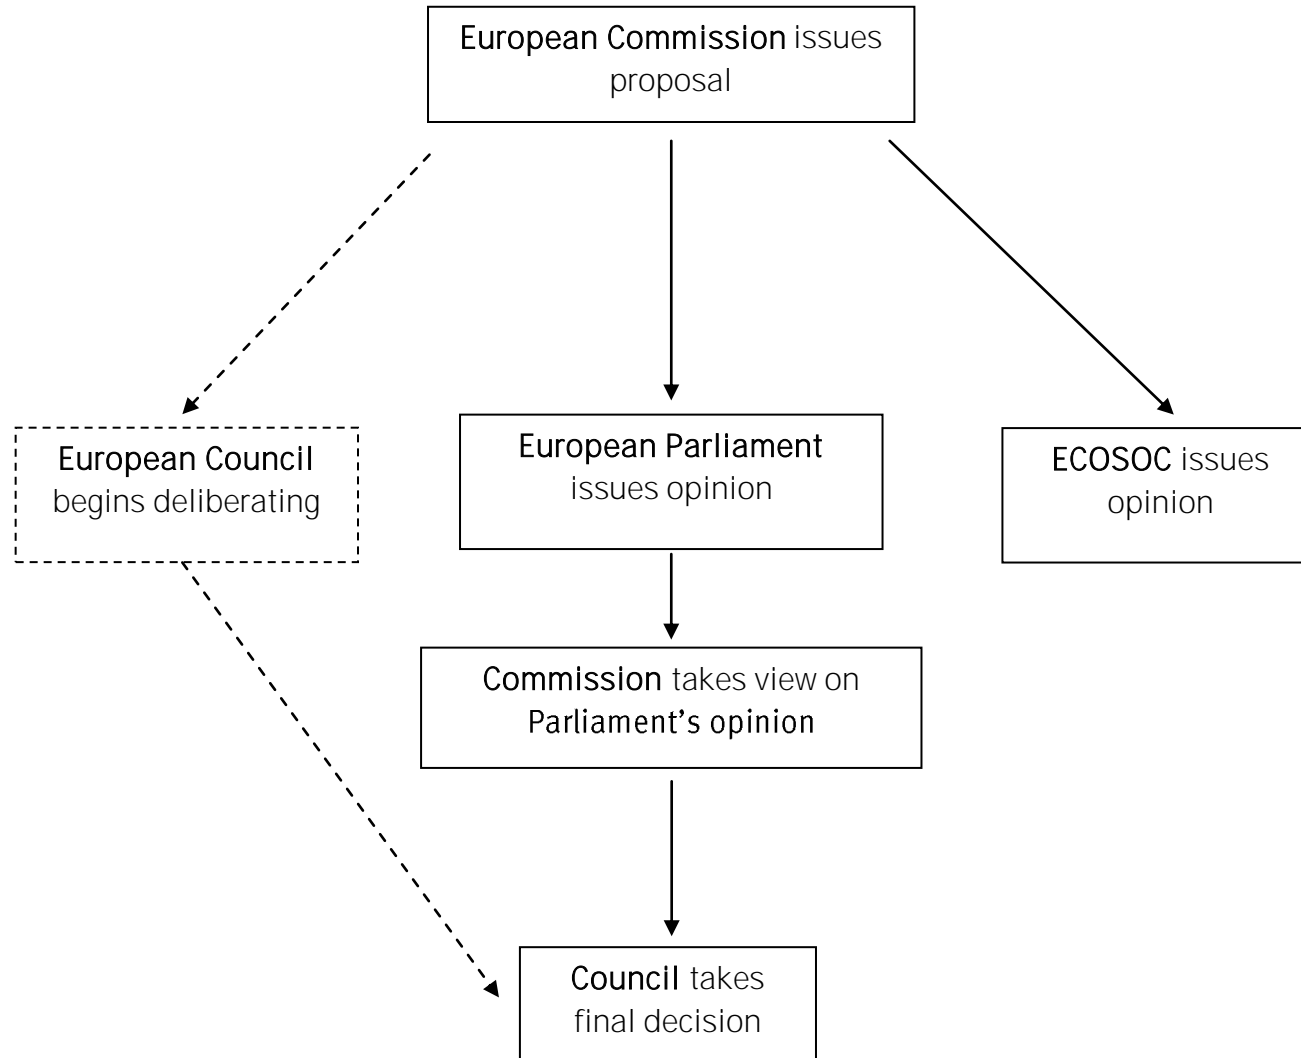 European Commission issues
proposal
European Council
begins deliberating
European Parliament
issues opinion
ECOSOC issues
opinion
Commission takes view on
Parliament’s opinion
Council takes
final decision